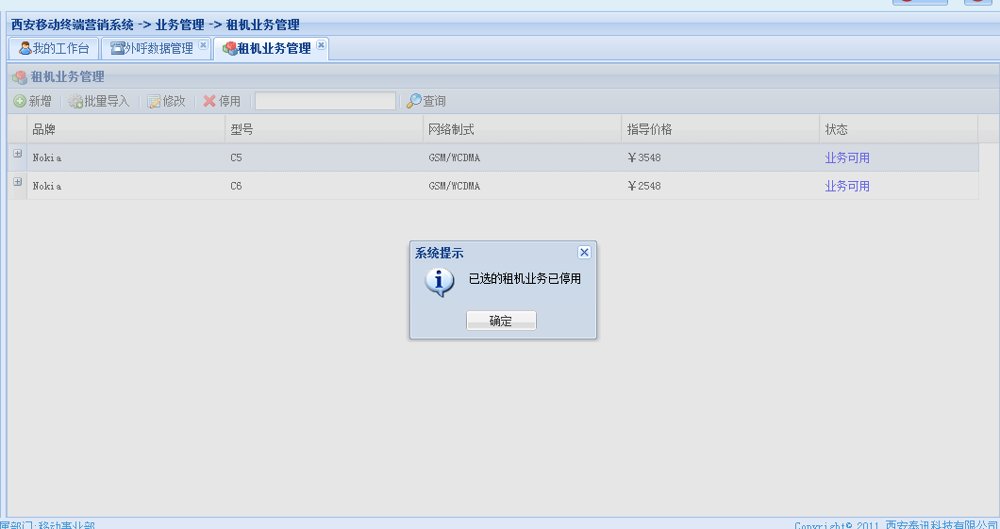 西安移动终端营销系统 -> 业务管理 -> 租机业务管理
我的工作台 外呼数据管理 租机业务管理
租机业务管理
新增 批量导入 修改 停用 查询
品牌 型号 网络制式 指导价格 状态
Nokia C5 GSM/WCDMA ￥3548 业务可用
Nokia C6 GSM/WCDMA ￥2548 业务可用
系统提示
已选的租机业务已停用
确定
属部门:移动事业部 Copyright© 2011 西安泰讯科技有限公司